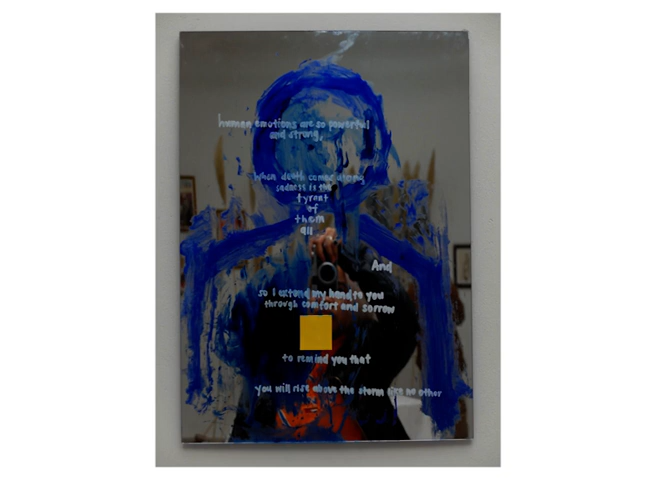 human emotions are so powerful
and strong,
When death comes along
sadness is the
tyrant
of
them
all
And
so I extend my hand to you
through comfort and sorrow
to remind you that
you will rise above the storm like no other